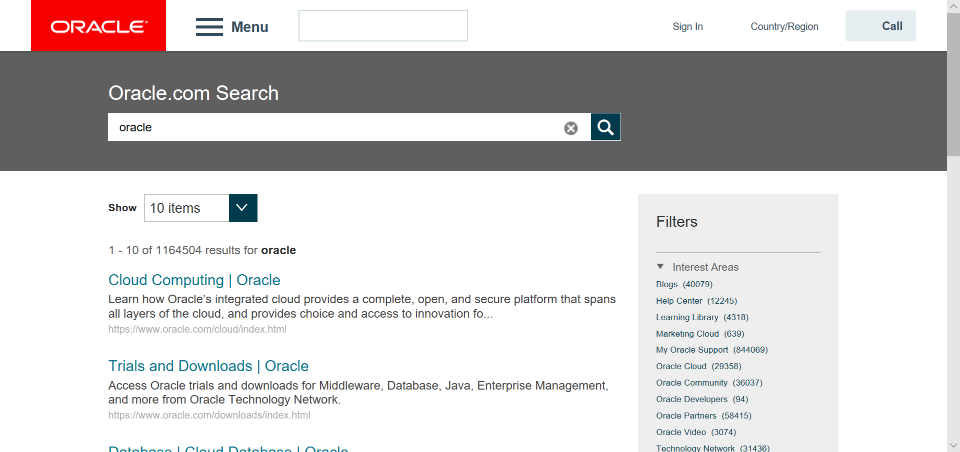 ORACLE
Menu
Sign In
Country/Region
Call
Oracle.com Search
oracle
Show
10 items
1 - 10 of 1164504 results for oracle
Cloud Computing | Oracle
Learn how Oracle's integrated cloud provides a complete, open, and secure platform that spans
all layers of the cloud, and provides choice and access to innovation fo...
https://www.oracle.com/cloud/index.html
Trials and Downloads | Oracle
Access Oracle trials and downloads for Middleware, Database, Java, Enterprise Management,
and more from Oracle Technology Network.
https://www.oracle.com/downloads/index.html
Database | Cloud Database | Oracle
Filters
Interest Areas
Blogs (40079)
Help Center (12245)
Learning Library (4318)
Marketing Cloud (639)
My Oracle Support (844069)
Oracle Cloud (29358)
Oracle Community (36037)
Oracle Developers (94)
Oracle Partners (58415)
Oracle Video (3074)
Technology Network (31436)